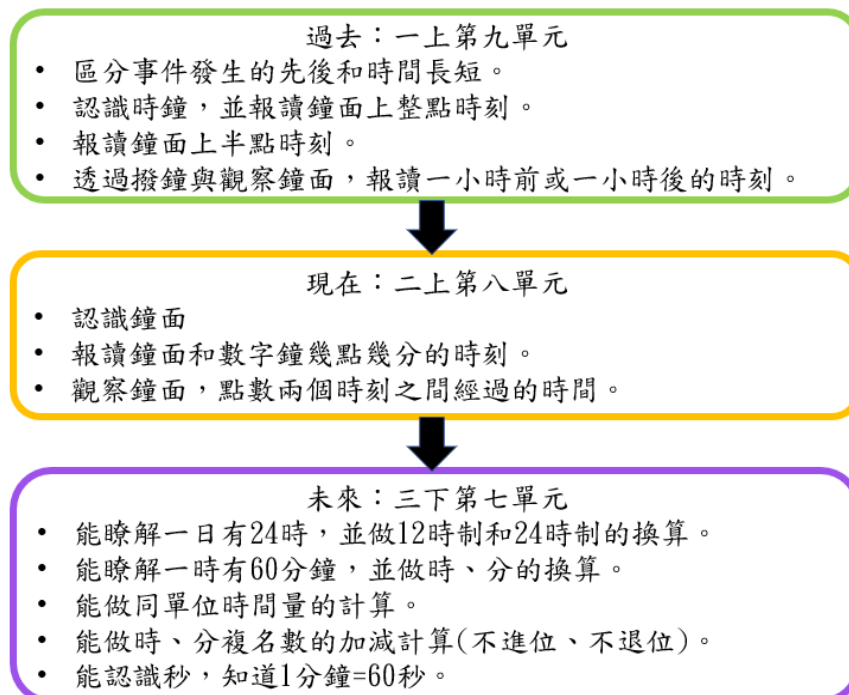 過去：一上第九單元
• 區分事件發生的先後和時間長短。
• 認識時鐘，並報讀鐘面上整點時刻。
• 報讀鐘面上半點時刻。
• 透過撥鐘與觀察鐘面，報讀一小時前或一小時後的時刻。
現在：二上第八單元
• 認識鐘面
• 報讀鐘面和數字鐘幾點幾分的時刻。
• 觀察鐘面，點數兩個時刻之間經過的時間。
未來：三下第七單元
• 能瞭解一日有24時，並做12時制和24時制的換算。
• 能瞭解一時有60分鐘，並做時、分的換算。
• 能做同單位時間量的計算。
• 能做時、分複名數的加減計算(不進位、不退位)。
• 能認識秒，知道1分鐘=60秒。